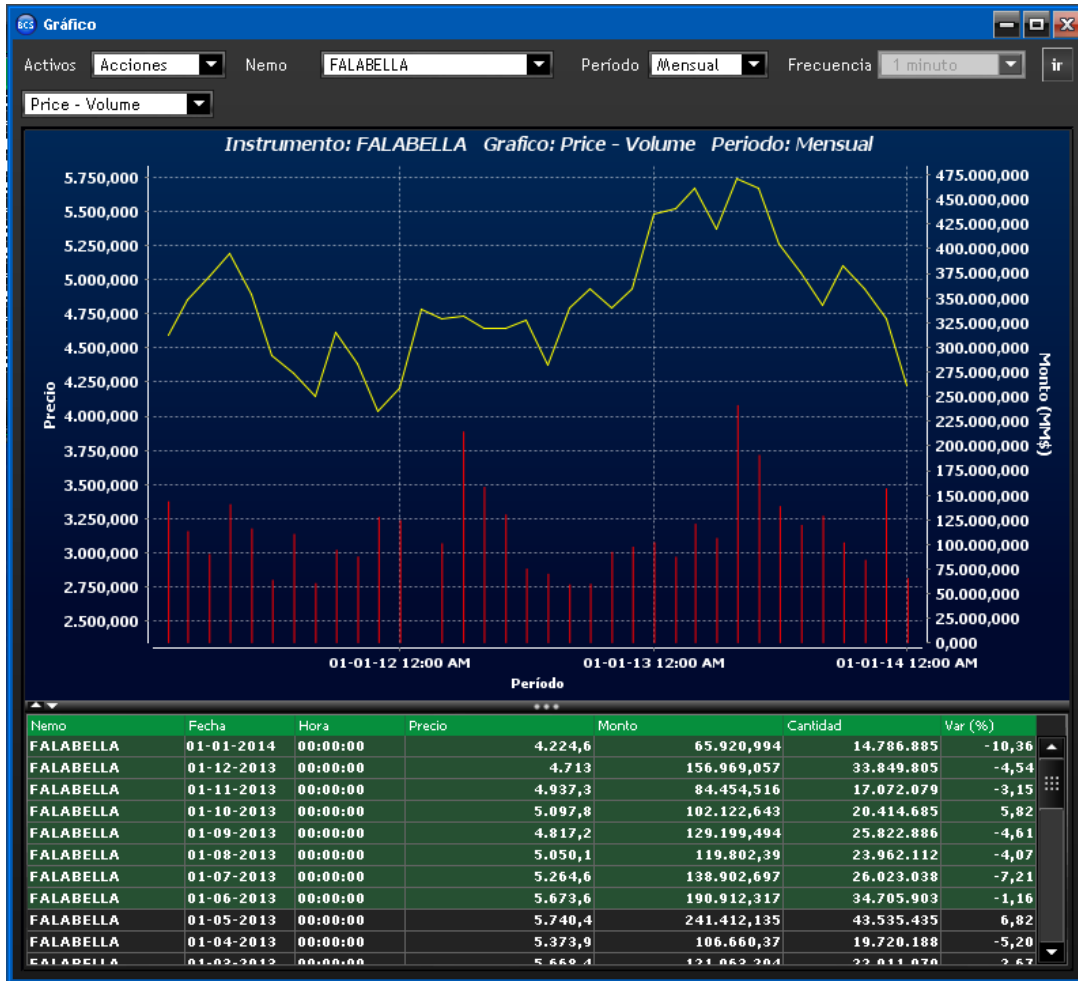 BCS Gráfico
Activos Acciones Nemo FALABELLA Período Mensual Frecuencia 1 minuto ir
Price - Volume
Instrumento: FALABELLA Grafico: Price - Volume Periodo: Mensual
5.750,000
5.500,000
5.250,000
5.000,000
4.750,000
4.500,000
4.250,000
4.000,000
3.750,000
3.500,000
3.250,000
3.000,000
2.750,000
2.500,000
Precio
475.000,000
450.000,000
425.000,000
400.000,000
375.000,000
350.000,000
325.000,000
300.000,000
275.000,000
250.000,000
225.000,000
200.000,000
175.000,000
150.000,000
125.000,000
100.000,000
75.000,000
50.000,000
25.000,000
0,000
Monto (MM$)
01-01-12 12:00 AM 01-01-13 12:00 AM 01-01-14 12:00 AM
Período
Nemo Fecha Hora Precio Monto Cantidad Var (%)
FALABELLA 01-01-2014 00:00:00 4.224,6 65.920,994 14.786.885 -10,36
FALABELLA 01-12-2013 00:00:00 4.713 156.969,057 33.849.805 -4,54
FALABELLA 01-11-2013 00:00:00 4.937,3 84.454,516 17.072.079 -3,15
FALABELLA 01-10-2013 00:00:00 5.097,8 102.122,643 20.414.685 5,82
FALABELLA 01-09-2013 00:00:00 4.817,2 129.199,494 25.822.886 -4,61
FALABELLA 01-08-2013 00:00:00 5.050,1 119.802,39 23.962.112 -4,07
FALABELLA 01-07-2013 00:00:00 5.264,6 138.902,697 26.023.038 -7,21
FALABELLA 01-06-2013 00:00:00 5.673,6 190.912,317 34.705.903 -1,16
FALABELLA 01-05-2013 00:00:00 5.740,4 241.412,135 43.535.435 6,82
FALABELLA 01-04-2013 00:00:00 5.373,9 106.660,37 19.720.188 -5,20
FALABELLA 01-03-2013 00:00:00 5.668,4